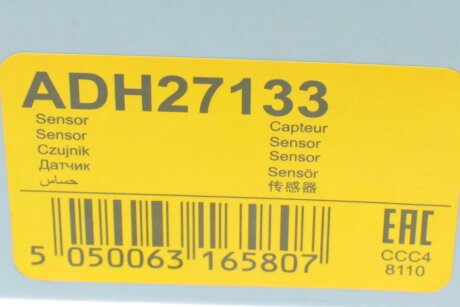 ADH27133
Sensor
Sensor
Czujnik
Датчик
حساس
Capteur
Sensor
Sensor
Sensör
传感器
5 050063 165807
EAC
CCC4
8110